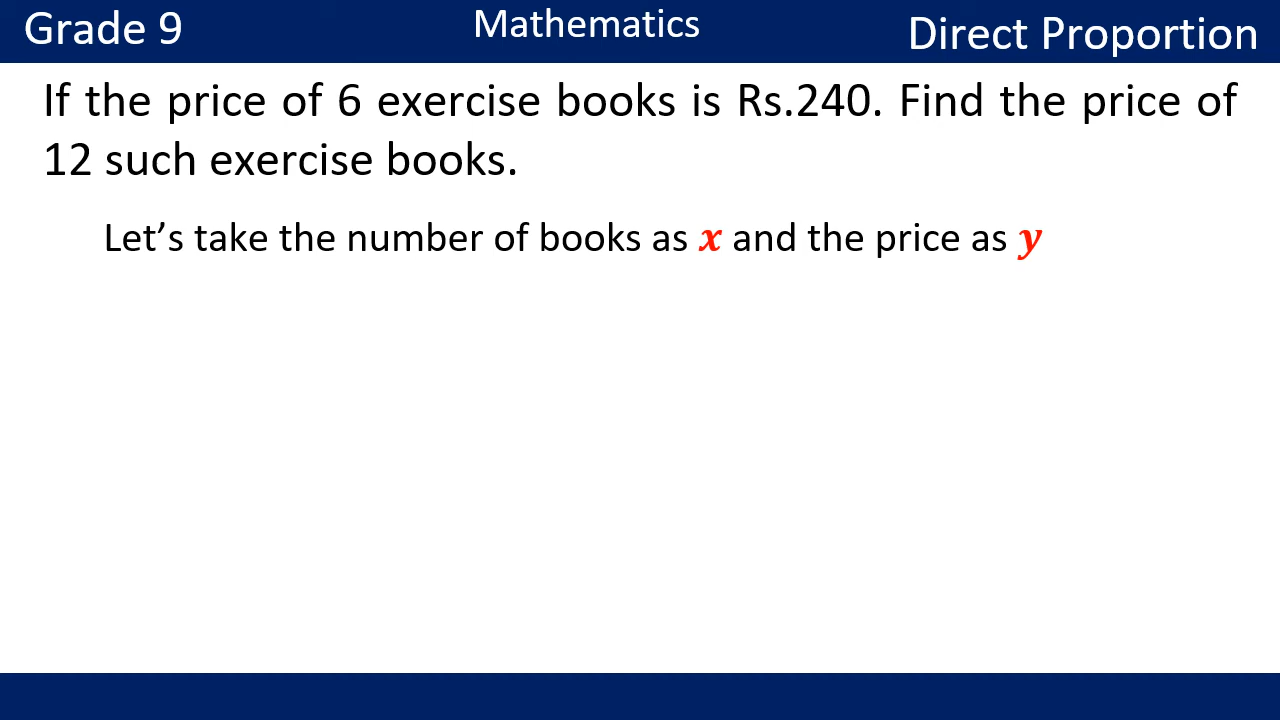 Grade 9
Mathematics
Direct Proportion
If the price of 6 exercise books is Rs.240. Find the price of
12 such exercise books.
Let’s take the number of books as x and the price as y